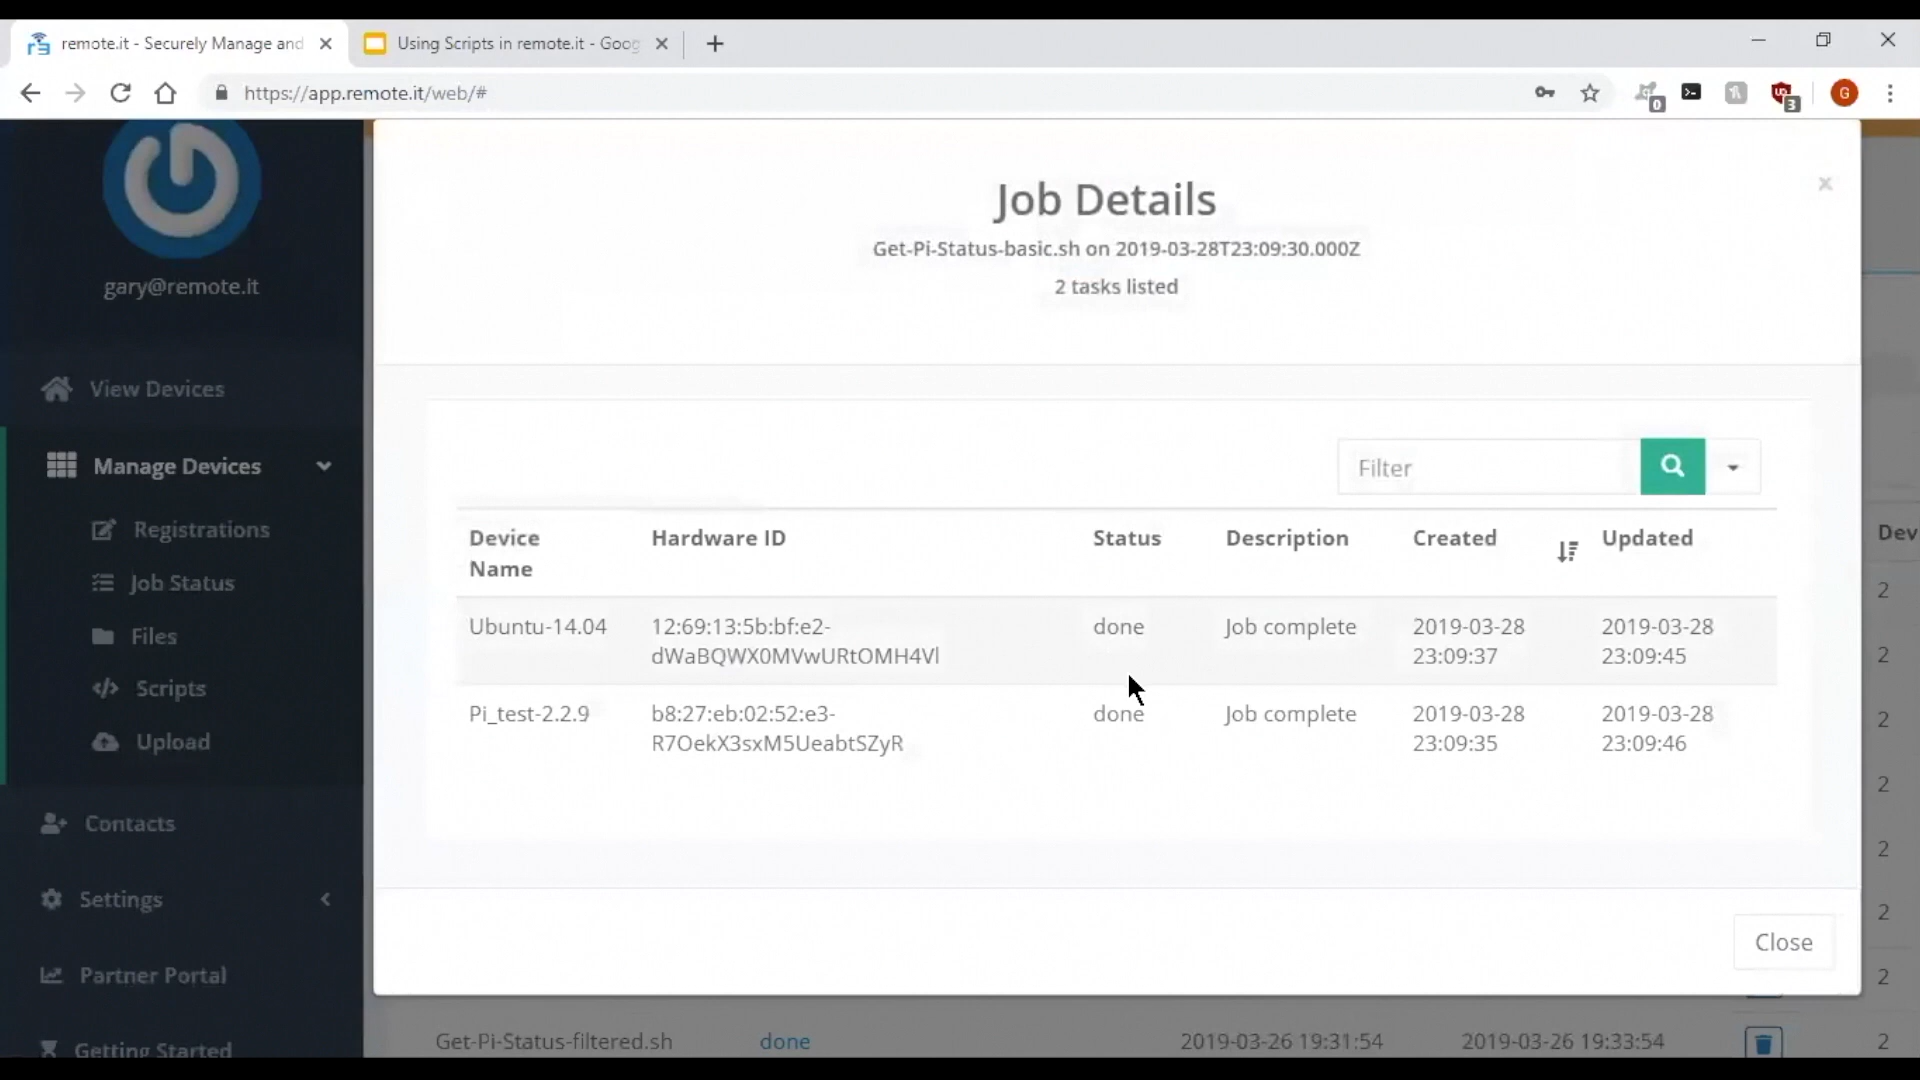 remote.it - Securely Manage and
Using Scripts in remote.it - Goog
https://app.remote.it/web/#
0
3
G
gary@remote.it
View Devices
Manage Devices
Registrations
Job Status
Files
Scripts
Upload
Contacts
Settings
Partner Portal
Getting Started
Job Details
Get-Pi-Status-basic.sh on 2019-03-28T23:09:30.000Z
2 tasks listed
Filter
Device Name Hardware ID Status Description Created Updated
Ubuntu-14.04 12:69:13:5b:bf:e2- done Job complete 2019-03-28 2019-03-28
dWaBQWX0MVwURtOMH4Vl 23:09:37 23:09:45
Pi_test-2.2.9 b8:27:eb:02:52:e3- done Job complete 2019-03-28 2019-03-28
R7OekX3sxM5UeabtSZyR 23:09:35 23:09:46
Close
Dev
2
2
2
2
2
2
2
Get-Pi-Status-filtered.sh done 2019-03-26 19:31:54 2019-03-26 19:33:54 2